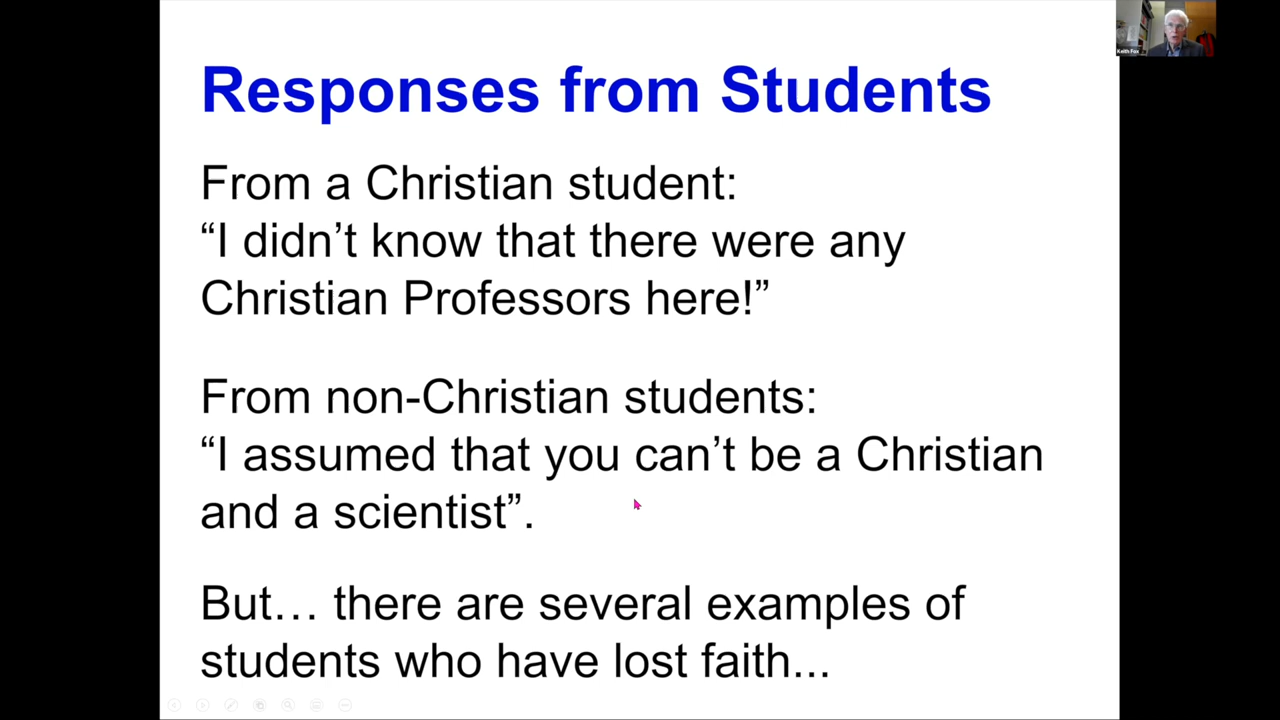 Responses from Students
From a Christian student:
“I didn’t know that there were any
Christian Professors here!”
From non-Christian students:
“I assumed that you can’t be a Christian
and a scientist”.
But… there are several examples of
students who have lost faith...
Keith Fox